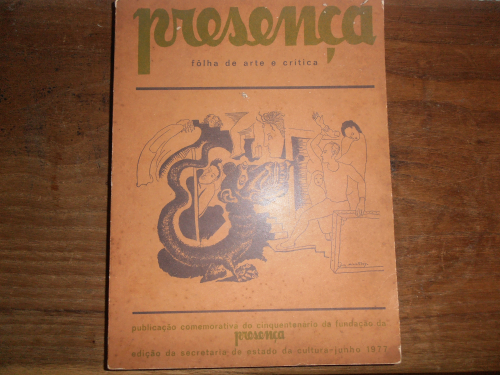 presença
fôlha de arte e crítica
publicação comemorativa do cinquentenário da fundação da
presença
edição da secretaria de estado da cultura-junho 1977